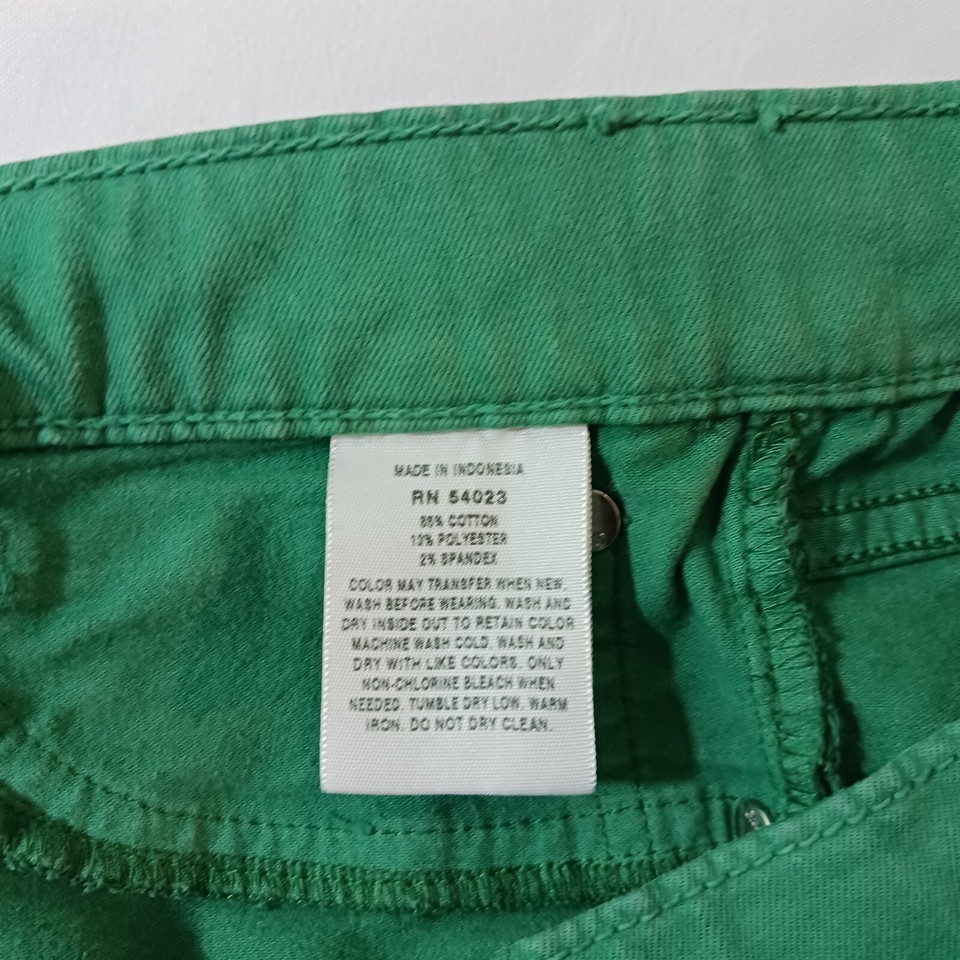 MADE IN INDONESIA
RN 54023
85% COTTON
13% POLYESTER
2% SPANDEX
COLOR MAY TRANSFER WHEN NEW.
WASH BEFORE WEARING. WASH AND
DRY INSIDE OUT TO RETAIN COLOR
MACHINE WASH COLD. WASH AND
DRY WITH LIKE COLORS. ONLY
NON-CHLORINE BLEACH WHEN
NEEDED. TUMBLE DRY LOW. WARM
IRON. DO NOT DRY CLEAN.